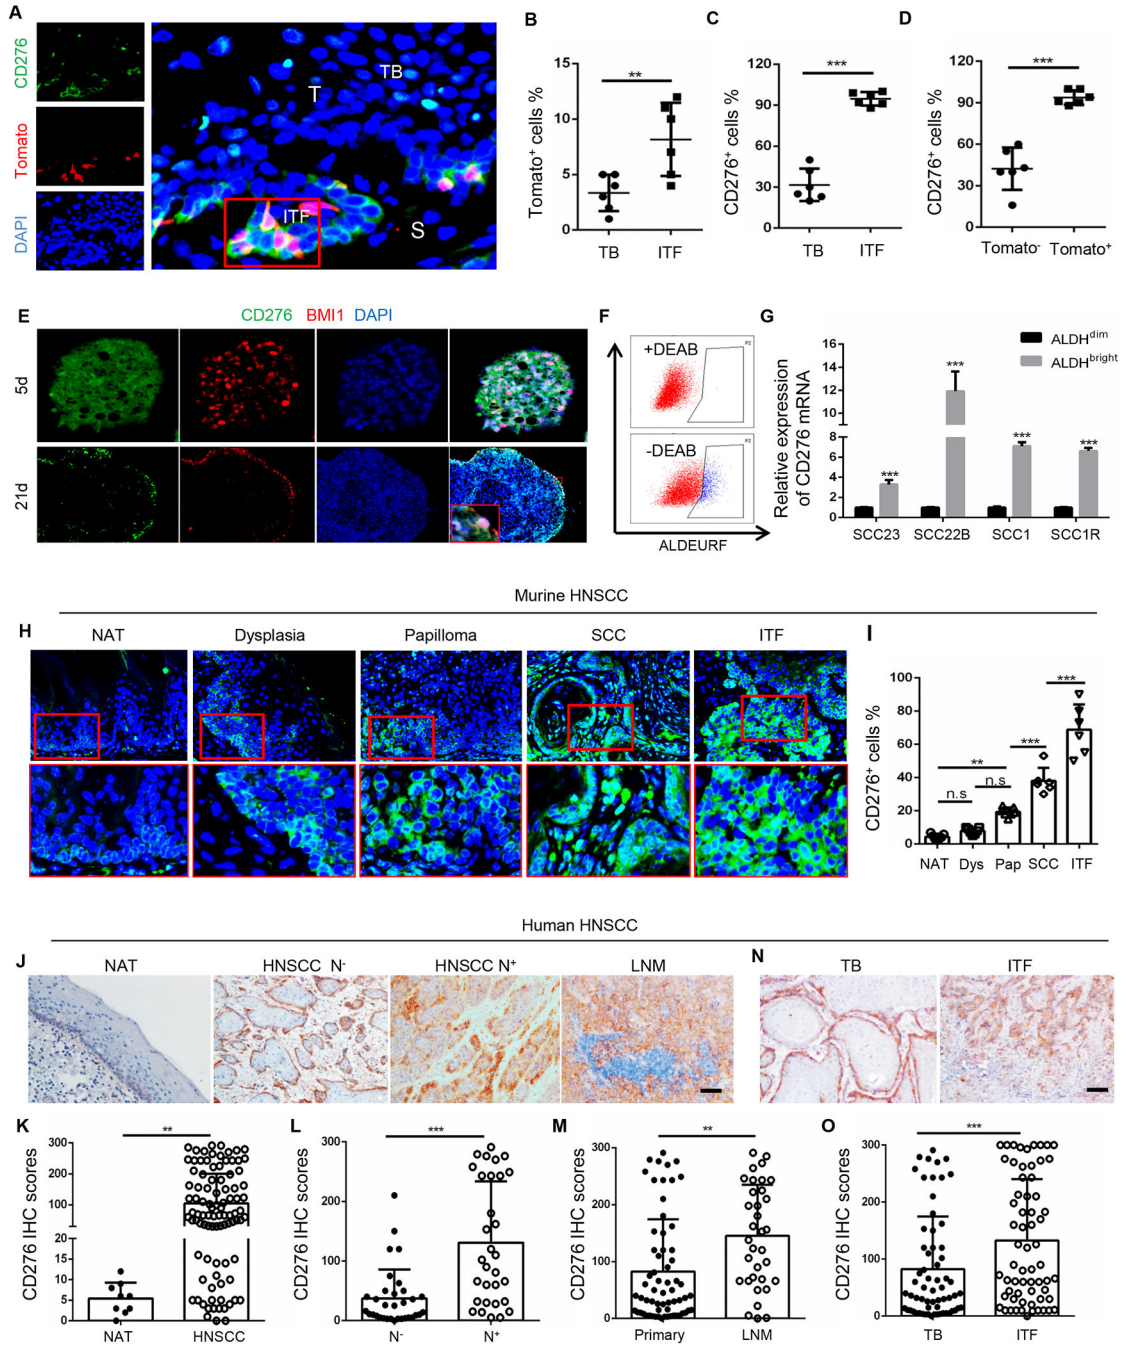 A
CD276
Tomato
DAPI
TB
T
ITF
S
B
Tomato⁺ cells %
15
10
5
0
**
TB ITF
C
CD276⁺ cells %
120
90
60
30
0
***
TB ITF
D
CD276⁺ cells %
120
90
60
30
0
***
Tomato⁻ Tomato⁺
E
CD276 BMI1 DAPI
5d
21d
F
+DEAB
P2
-DEAB
P2
ALDEURF
G
ALDHdim
ALDHbright
Relative expression
of CD276 mRNA
16
14
12
10
8
6
4
2
0
***
***
***
***
SCC23 SCC22B SCC1 SCC1R
Murine HNSCC
H
NAT Dysplasia Papilloma SCC ITF
I
CD276⁺ cells %
100
80
60
40
20
0
***
***
**
n.s
n.s
NAT Dys Pap SCC ITF
Human HNSCC
J
NAT HNSCC N⁻ HNSCC N⁺ LNM
N
TB ITF
K
CD276 IHC scores
300
200
100
20
15
10
5
0
**
NAT HNSCC
L
CD276 IHC scores
300
200
100
0
***
N⁻ N⁺
M
CD276 IHC scores
300
200
100
0
**
Primary LNM
O
CD276 IHC scores
300
200
100
0
***
TB ITF